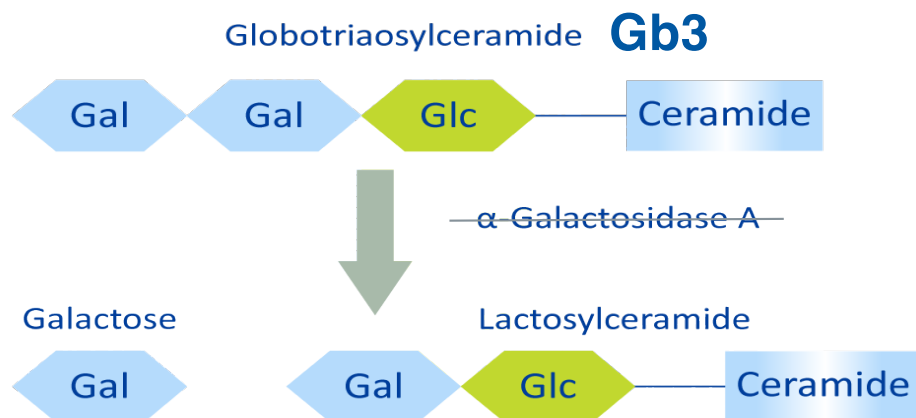 Globotriaosylceramide Gb3
Gal Gal Glc Ceramide
α-Galactosidase A
Galactose Lactosylceramide
Gal Gal Glc Ceramide